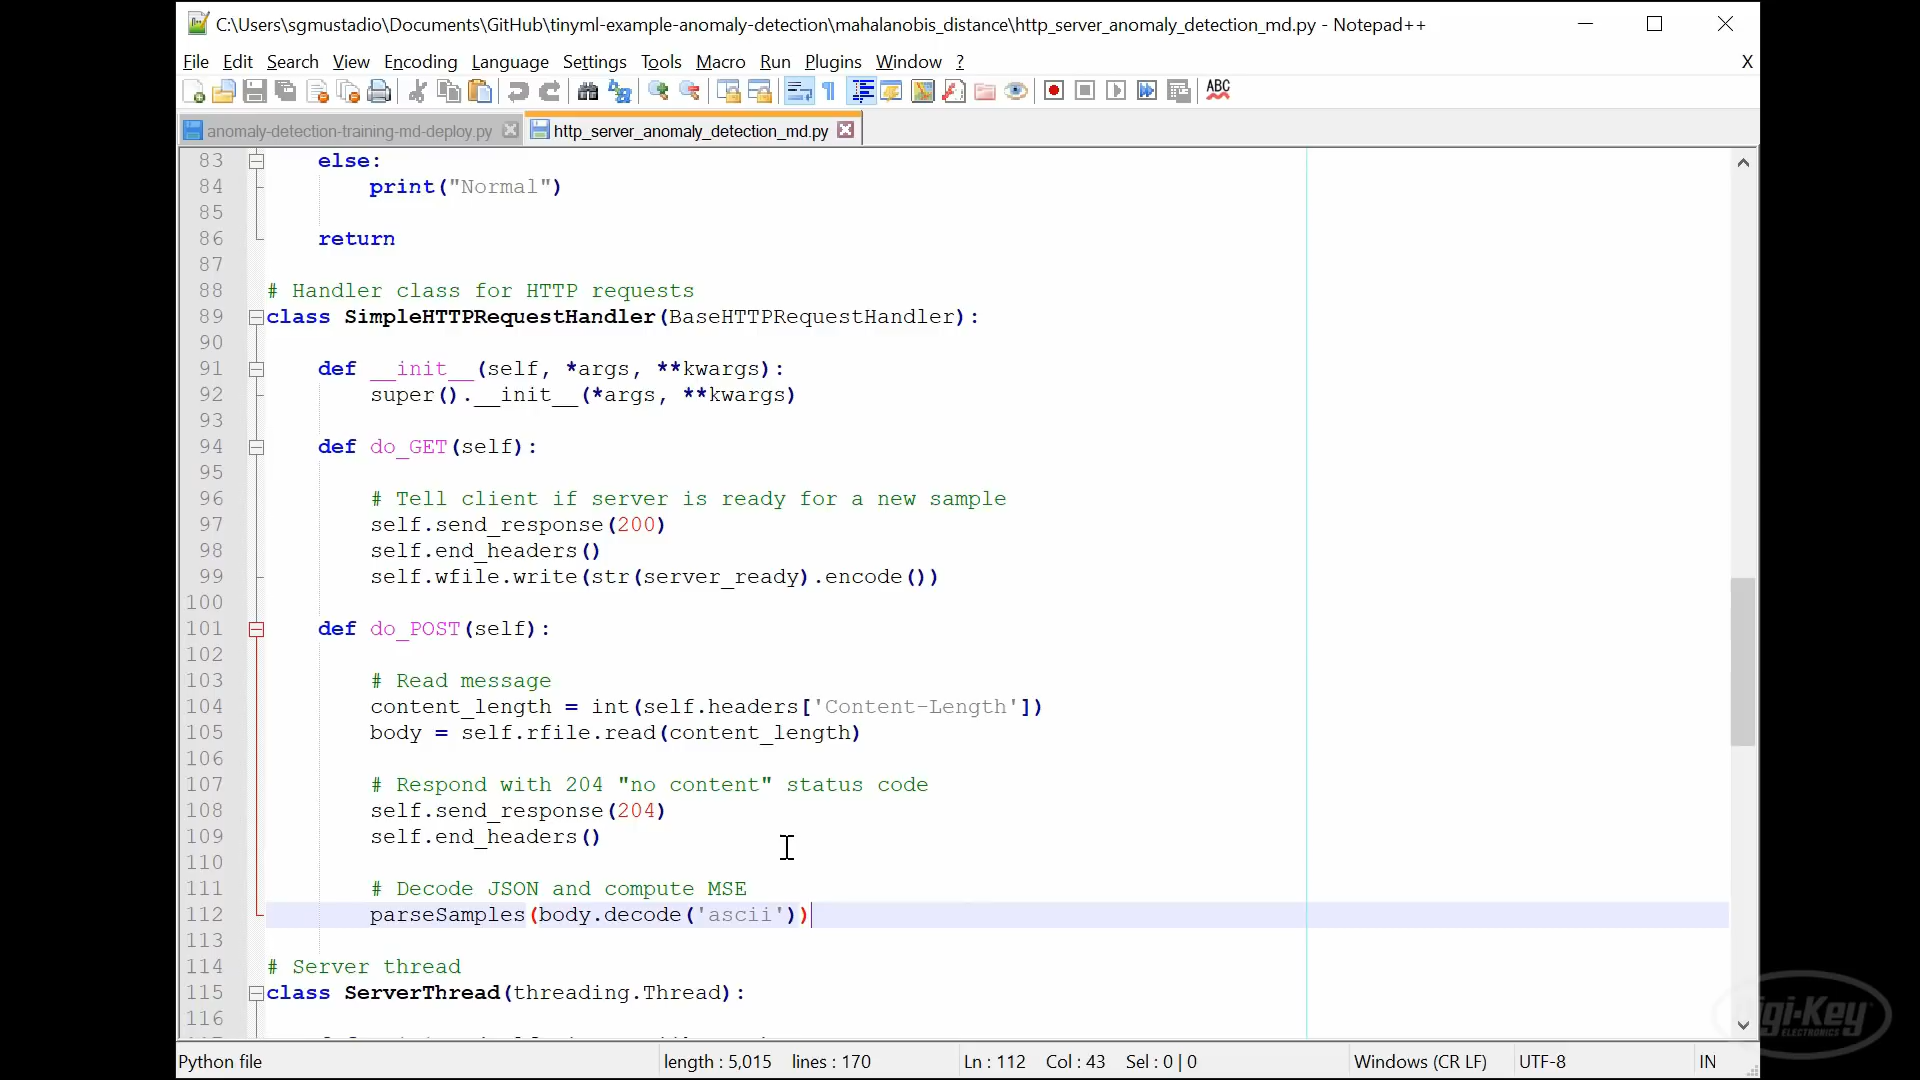 C:\Users\sgmustadio\Documents\GitHub\tinyml-example-anomaly-detection\mahalanobis_distance\http_server_anomaly_detection_md.py - Notepad++
File Edit Search View Encoding Language Settings Tools Macro Run Plugins Window ? X
ABC
anomaly-detection-training-md-deploy.py http_server_anomaly_detection_md.py
83 else:
84 print("Normal")
85
86 return
87
88 # Handler class for HTTP requests
89 class SimpleHTTPRequestHandler(BaseHTTPRequestHandler):
90
91 def __init__(self, *args, **kwargs):
92 super().__init__(*args, **kwargs)
93
94 def do_GET(self):
95
96 # Tell client if server is ready for a new sample
97 self.send_response(200)
98 self.end_headers()
99 self.wfile.write(str(server_ready).encode())
100
101 def do_POST(self):
102
103 # Read message
104 content_length = int(self.headers['Content-Length'])
105 body = self.rfile.read(content_length)
106
107 # Respond with 204 "no content" status code
108 self.send_response(204)
109 self.end_headers()
110
111 # Decode JSON and compute MSE
112 parseSamples(body.decode('ascii'))
113
114 # Server thread
115 class ServerThread(threading.Thread):
116
Digi-Key
ELECTRONICS
Python file length : 5,015 lines : 170 Ln : 112 Col : 43 Sel : 0 | 0 Windows (CR LF) UTF-8 IN